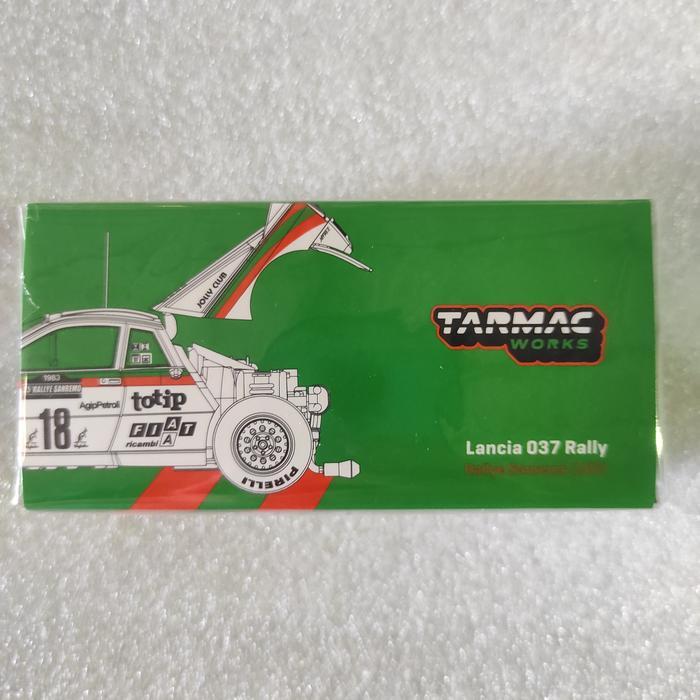 JOLLY CLUB
1983
RALLYE SANREMO
18
AgipPetroli
totip
FIAT
ricambi
PIRELLI
TARMAC
WORKS
Lancia 037 Rally